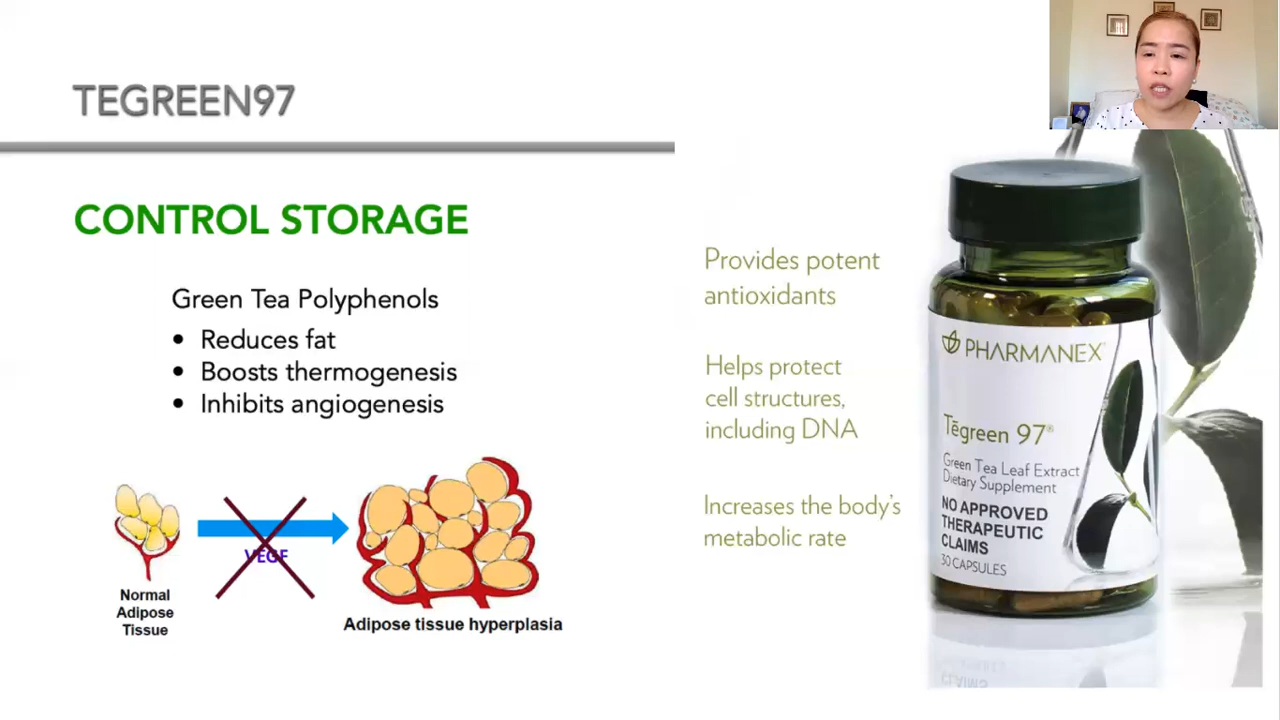 TEGREEN97
CONTROL STORAGE
Green Tea Polyphenols
• Reduces fat
• Boosts thermogenesis
• Inhibits angiogenesis
VEGF
Normal
Adipose
Tissue
Adipose tissue hyperplasia
Provides potent
antioxidants
Helps protect
cell structures,
including DNA
Increases the body's
metabolic rate
PHARMANEX
Tēgreen 97®
Green Tea Leaf Extract
Dietary Supplement
NO APPROVED
THERAPEUTIC
CLAIMS
30 CAPSULES